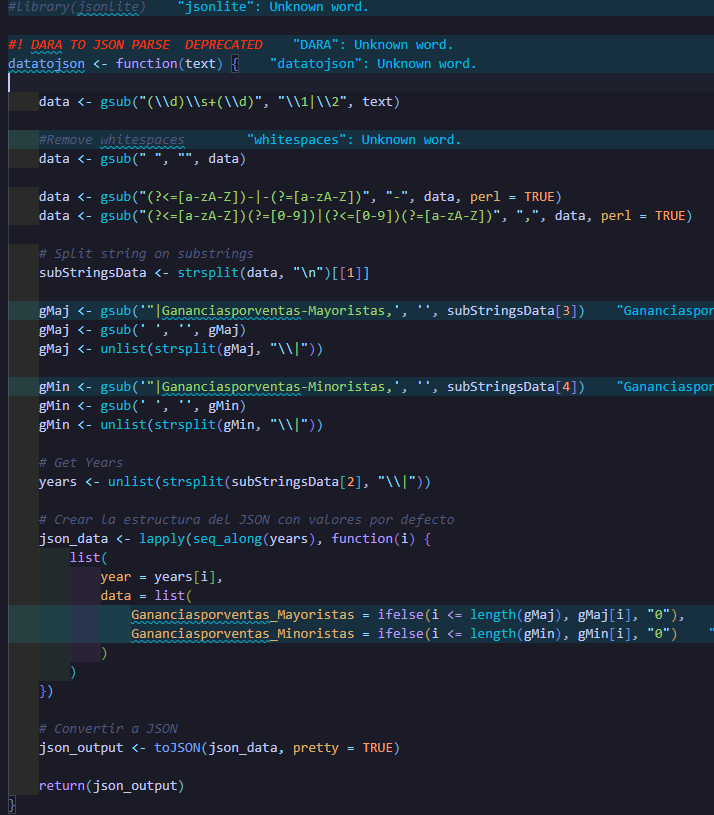 #library(jsonlite)    "jsonlite": Unknown word.
#! DARA TO JSON PARSE  DEPRECATED    "DARA": Unknown word.
datatojson <- function(text) {    "datatojson": Unknown word.
    data <- gsub("(\\d)\\s+(\\d)", "\\1|\\2", text)
    #Remove whitespaces        "whitespaces": Unknown word.
    data <- gsub(" ", "", data)
    data <- gsub("(?<=[a-zA-Z])-|-(?=[a-zA-Z])", "-", data, perl = TRUE)
    data <- gsub("(?<=[a-zA-Z])(?=[0-9])|(?<=[0-9])(?=[a-zA-Z])", ",", data, perl = TRUE)
    # Split string on substrings
    subStringsData <- strsplit(data, "\n")[[1]]
    gMaj <- gsub('"|Gananciasporventas-Mayoristas,', '', subStringsData[3])    "Gananciaspor
    gMaj <- gsub(' ', '', gMaj)
    gMaj <- unlist(strsplit(gMaj, "\\|"))
    gMin <- gsub('"|Gananciasporventas-Minoristas,', '', subStringsData[4])    "Gananciaspor
    gMin <- gsub(' ', '', gMin)
    gMin <- unlist(strsplit(gMin, "\\|"))
    # Get Years
    years <- unlist(strsplit(subStringsData[2], "\\|"))
    # Crear la estructura del JSON con valores por defecto
    json_data <- lapply(seq_along(years), function(i) {
        list(
            year = years[i],
            data = list(
                Gananciasporventas_Mayoristas = ifelse(i <= length(gMaj), gMaj[i], "0"),
                Gananciasporventas_Minoristas = ifelse(i <= length(gMin), gMin[i], "0")    "
            )
        )
    })
    # Convertir a JSON
    json_output <- toJSON(json_data, pretty = TRUE)
    return(json_output)
}